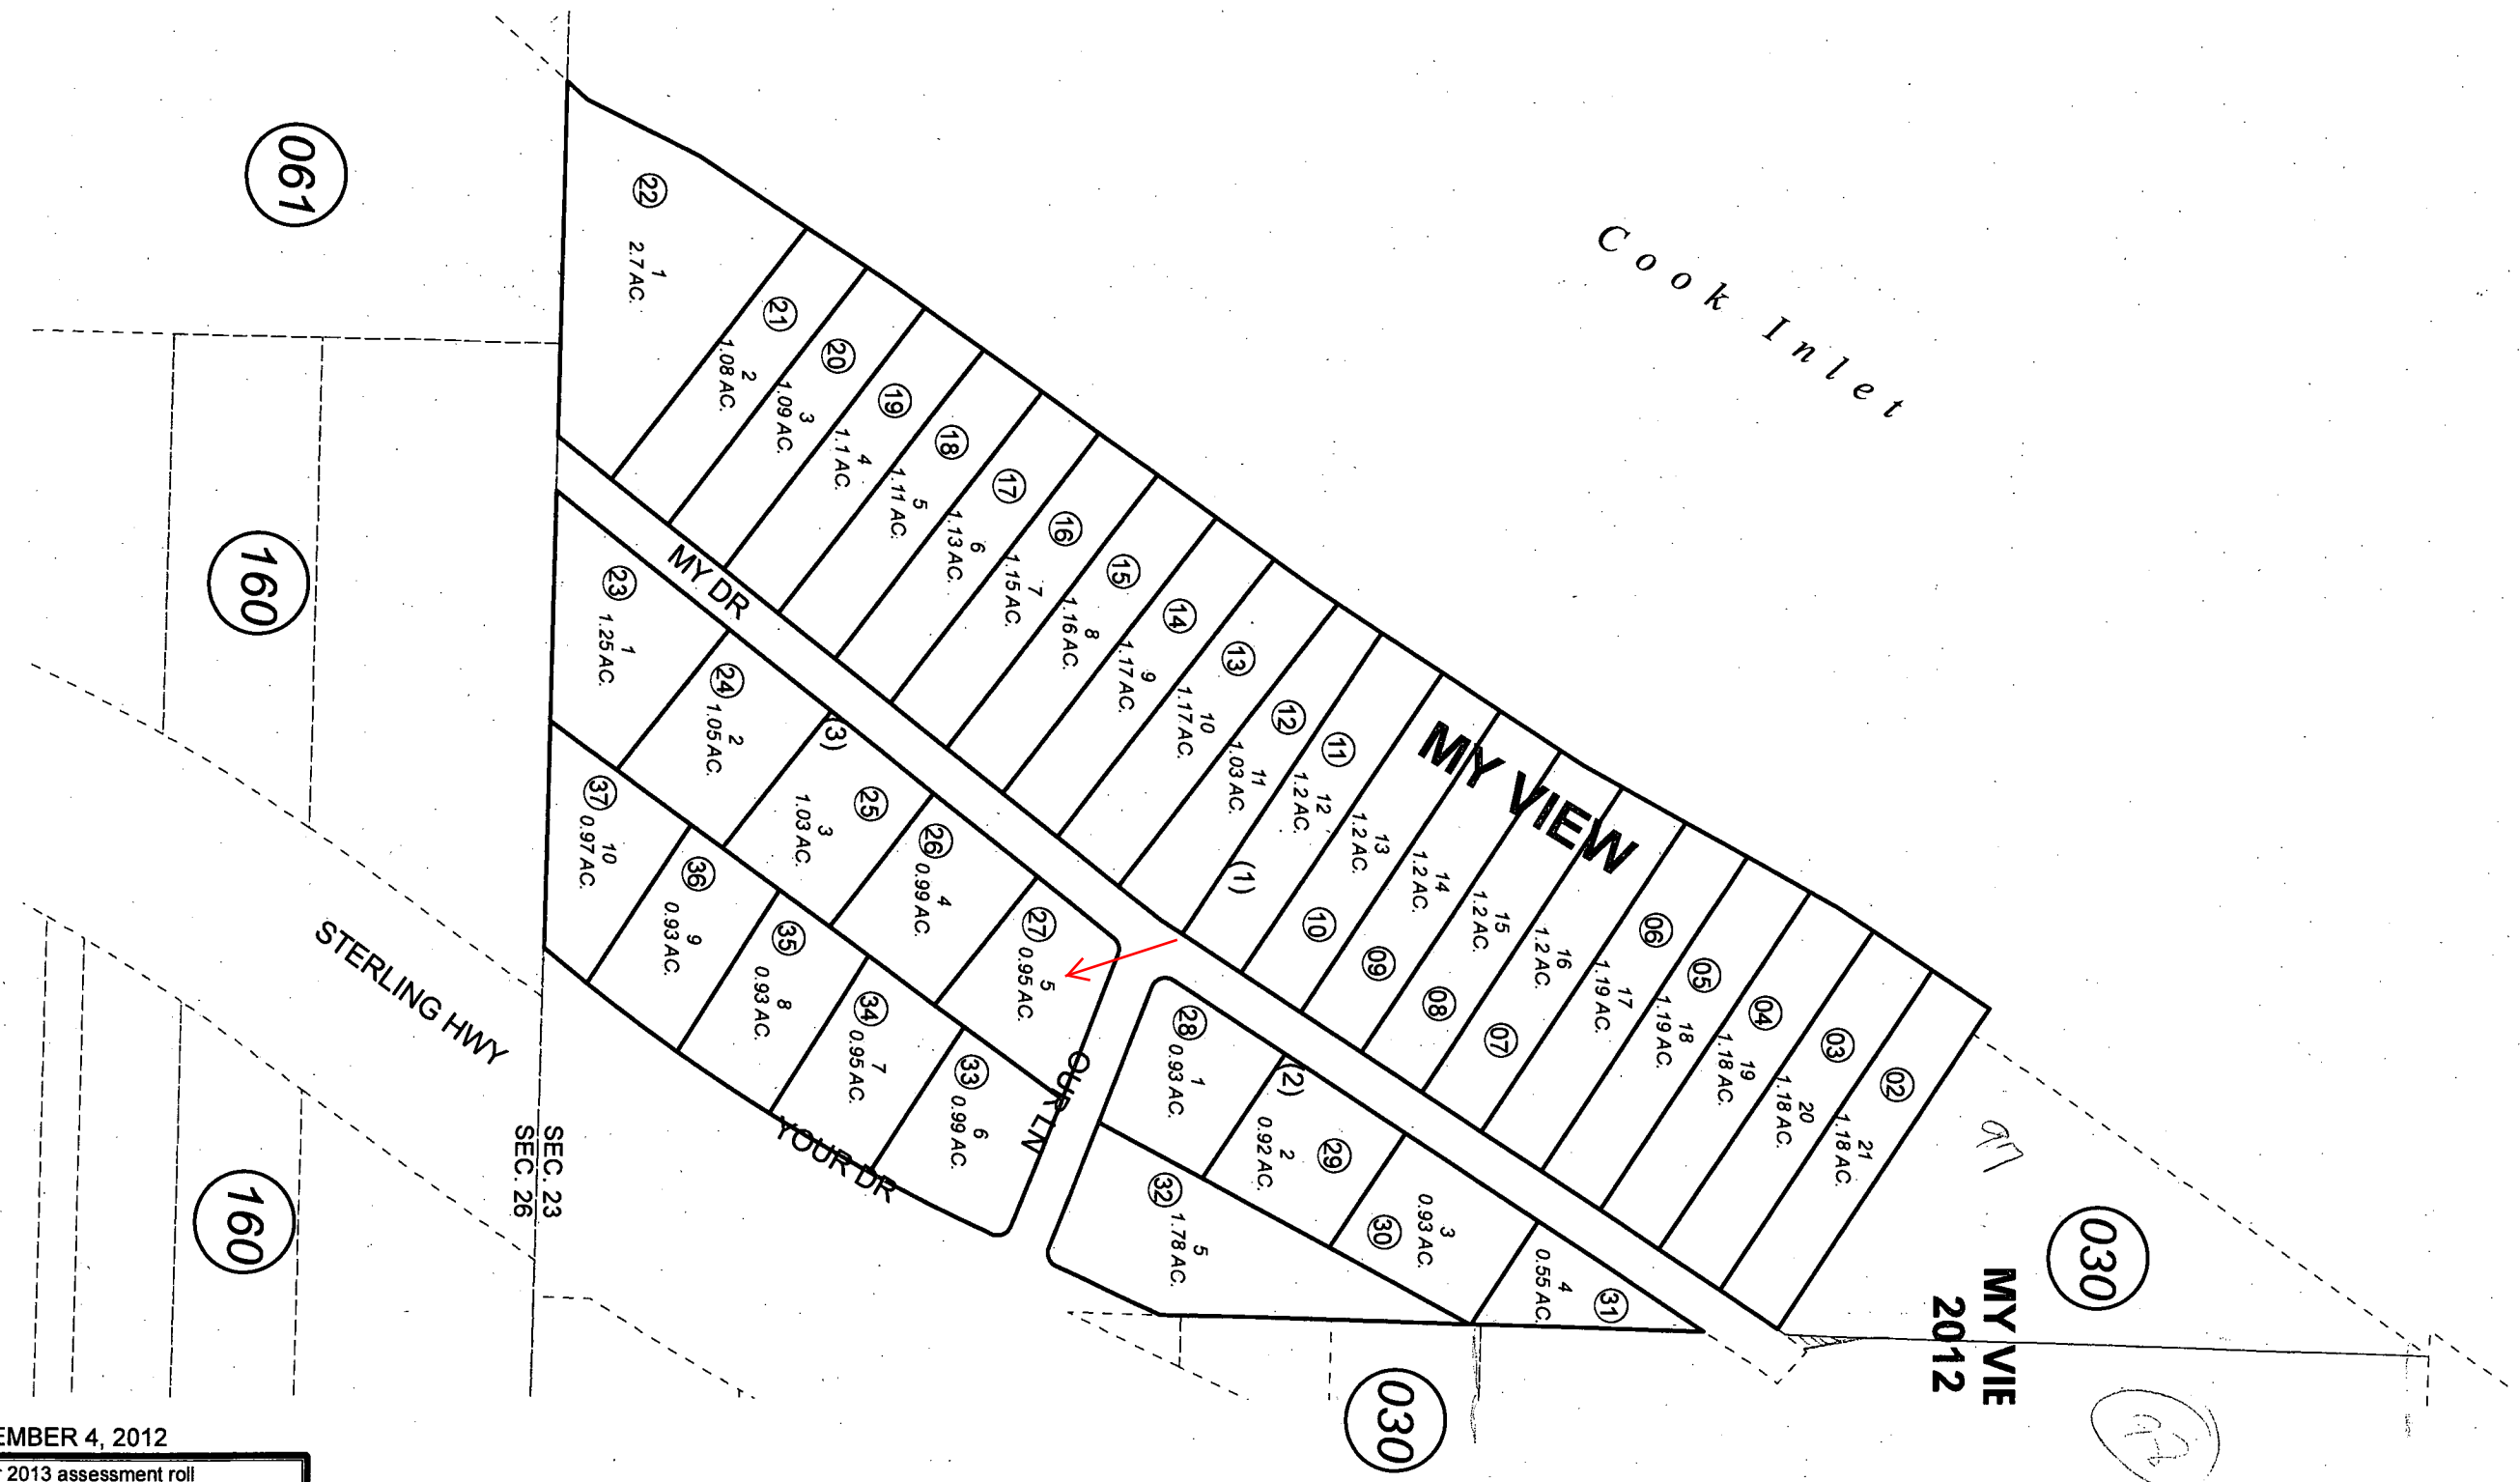 Cook Inlet
061
22
1
2.7 AC.
21
2
1.08 AC.
20
3
1.09 AC.
19
4
1.1 AC.
18
5
1.11 AC.
17
6
1.13 AC.
16
7
1.15 AC.
15
8
1.16 AC.
14
9
1.17 AC.
13
10
1.17 AC.
12
11
1.03 AC.
11
12
1.2 AC.
10
13
1.2 AC.
09
14
1.2 AC.
08
15
1.2 AC.
07
16
1.2 AC.
06
17
1.19 AC.
05
18
1.19 AC.
04
19
1.18 AC.
03
20
1.18 AC.
02
21
1.18 AC.
(1)
MY VIEW
MY DR
160
23
1
1.25 AC.
24
2
1.05 AC.
(3)
25
3
1.03 AC.
26
4
0.99 AC.
27
5
0.95 AC.
37
10
0.97 AC.
36
9
0.93 AC.
35
8
0.93 AC.
34
7
0.95 AC.
33
6
0.99 AC.
OUR LN
YOUR DR
28
1
0.93 AC.
(2)
29
2
0.92 AC.
30
3
0.93 AC.
31
4
0.55 AC.
32
5
1.78 AC.
STERLING HWY
SEC. 23
SEC. 26
160
030
030
MY VIE
2012
EMBER 4, 2012
2013 assessment roll